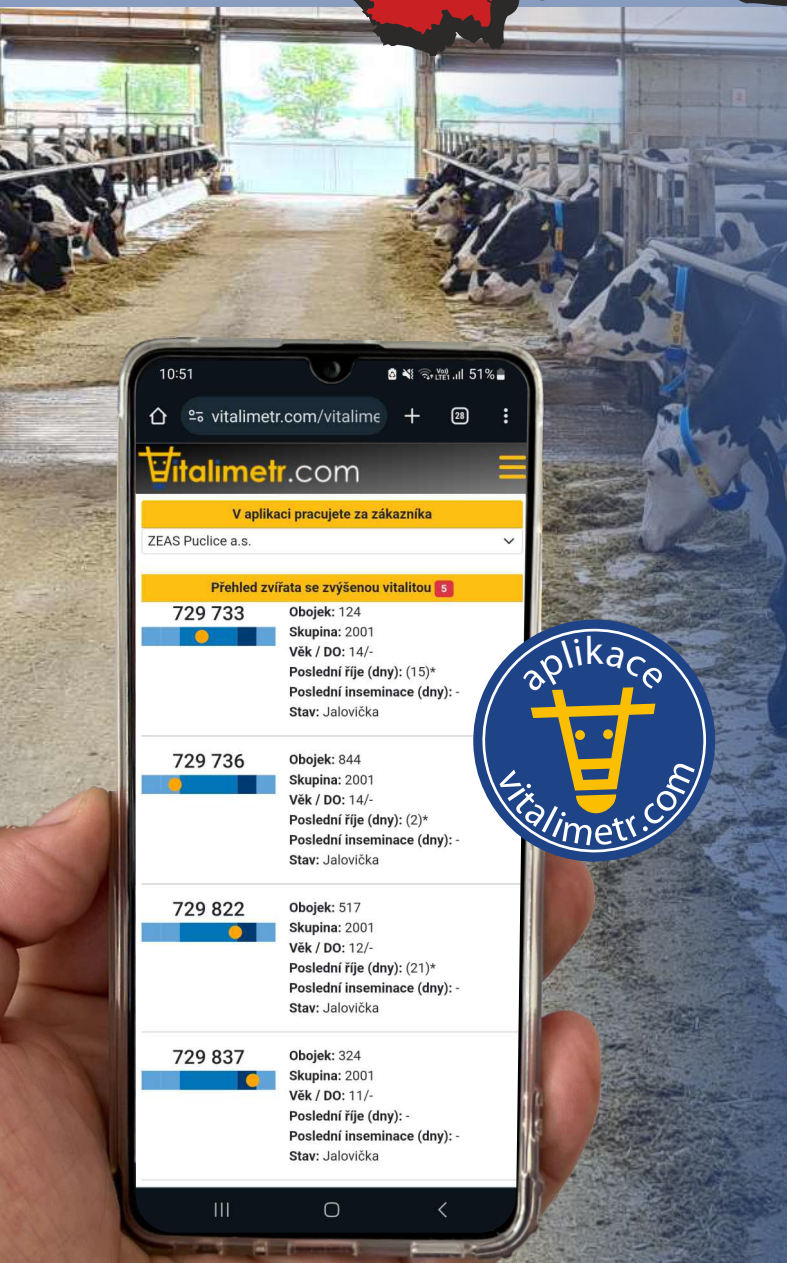 10:51
Vo))
LTE1
51%
vitalimetr.com/vitalime
28
Vitalimetr.com
V aplikaci pracujete za zákazníka
ZEAS Puclice a.s.
Přehled zvířata se zvýšenou vitalitou 5
729 733
Obojek: 124
Skupina: 2001
Věk / DO: 14/-
Poslední říje (dny): (15)*
Poslední inseminace (dny): -
Stav: Jalovička
729 736
Obojek: 844
Skupina: 2001
Věk / DO: 14/-
Poslední říje (dny): (2)*
Poslední inseminace (dny): -
Stav: Jalovička
729 822
Obojek: 517
Skupina: 2001
Věk / DO: 12/-
Poslední říje (dny): (21)*
Poslední inseminace (dny): -
Stav: Jalovička
729 837
Obojek: 324
Skupina: 2001
Věk / DO: 11/-
Poslední říje (dny): -
Poslední inseminace (dny): -
Stav: Jalovička
aplikace
vitalimetr.com